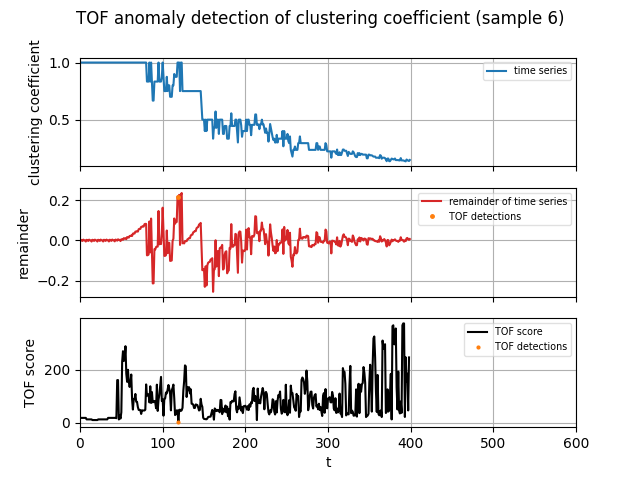 TOF anomaly detection of clustering coefficient (sample 6)
clustering coefficient
1.0
0.5
time series
remainder
0.2
0.0
−0.2
remainder of time series
TOF detections
TOF score
200
0
TOF score
TOF detections
0 100 200 300 400 500 600
t